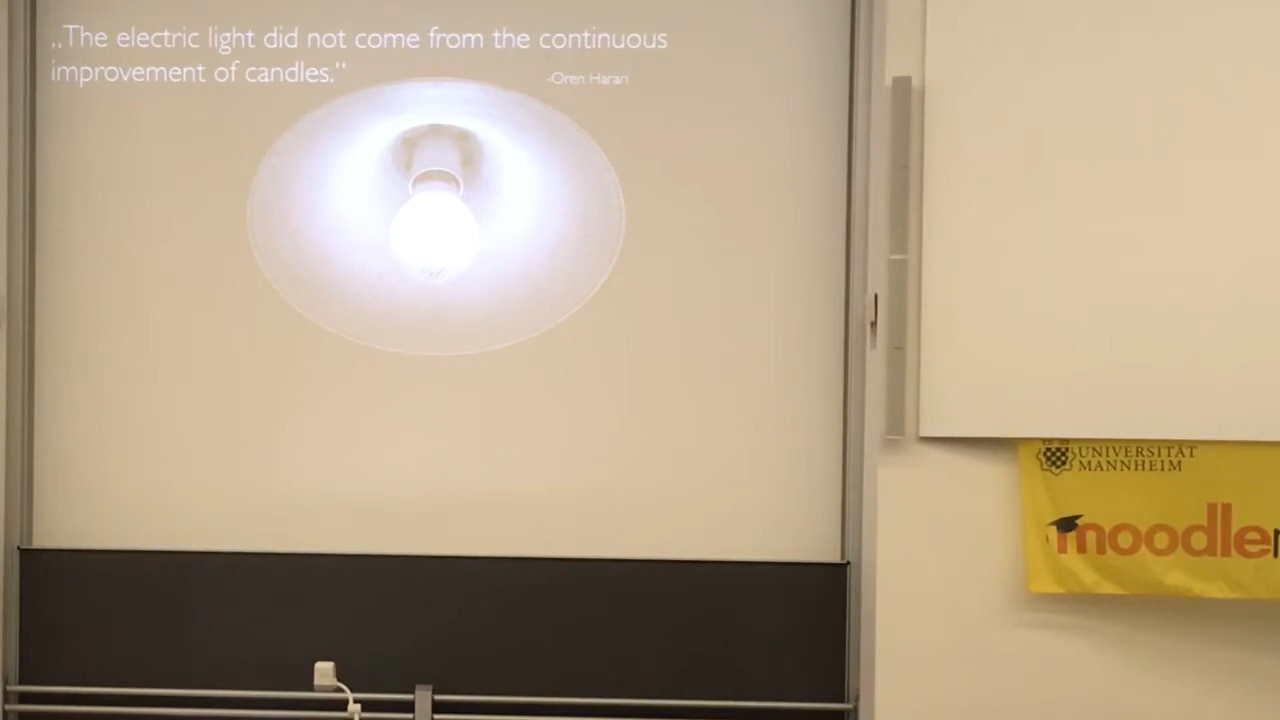 „The electric light did not come from the continuous
improvement of candles.“
-Oren Harari
UNIVERSITÄT
MANNHEIM
moodle